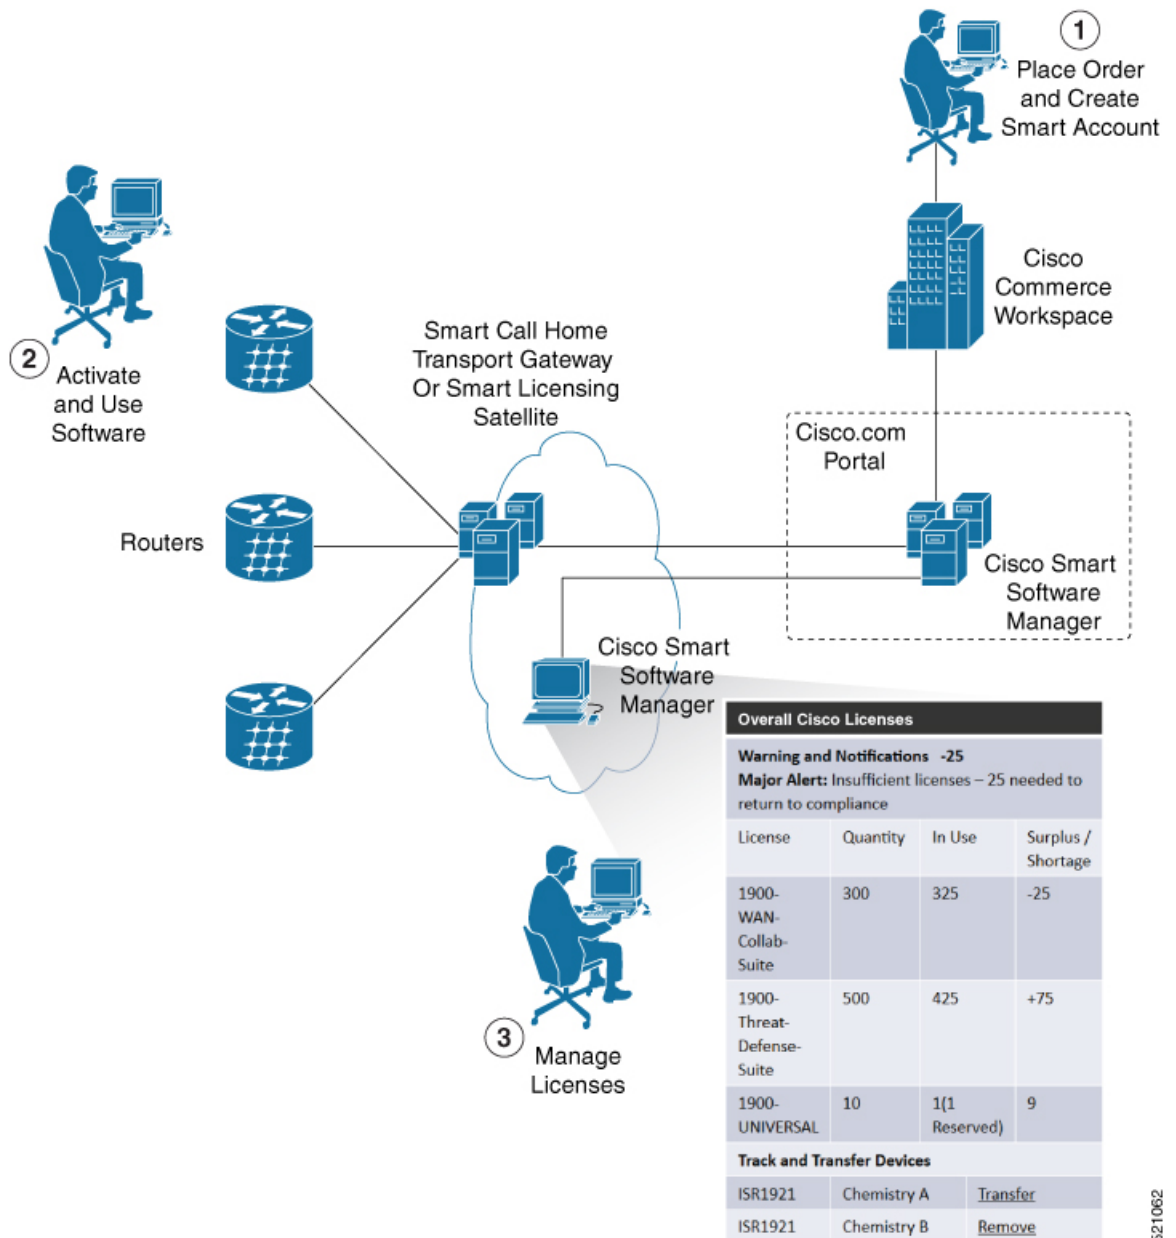 1
Place Order
and Create
Smart Account
Cisco
Commerce
Workspace
2
Activate
and Use
Software
Smart Call Home
Transport Gateway
Or Smart Licensing
Satellite
Cisco.com
Portal
Routers
Cisco Smart
Software
Manager
Cisco Smart
Software
Manager
Overall Cisco Licenses
Warning and Notifications -25
Major Alert: Insufficient licenses – 25 needed to
return to compliance
License Quantity In Use Surplus /
Shortage
1900- 300 325 -25
WAN-
Collab-
Suite
1900- 500 425 +75
Threat-
Defense-
Suite
1900- 10 1(1 9
UNIVERSAL Reserved)
Track and Transfer Devices
ISR1921 Chemistry A Transfer
ISR1921 Chemistry B Remove
3
Manage
Licenses
521062